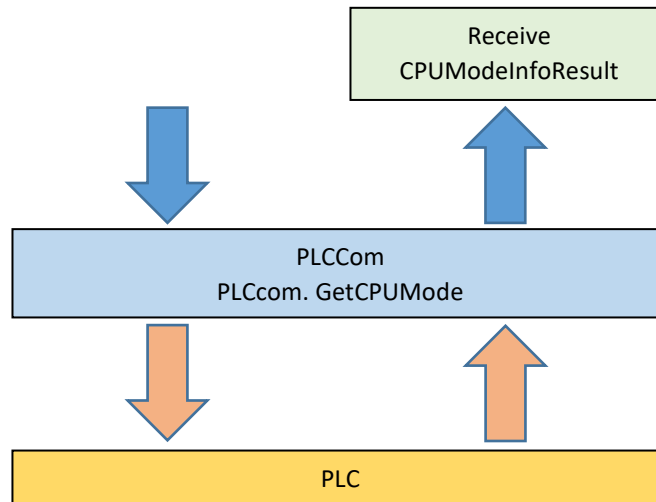 Receive
CPUModeInfoResult
PLCCom
PLCcom. GetCPUMode
PLC